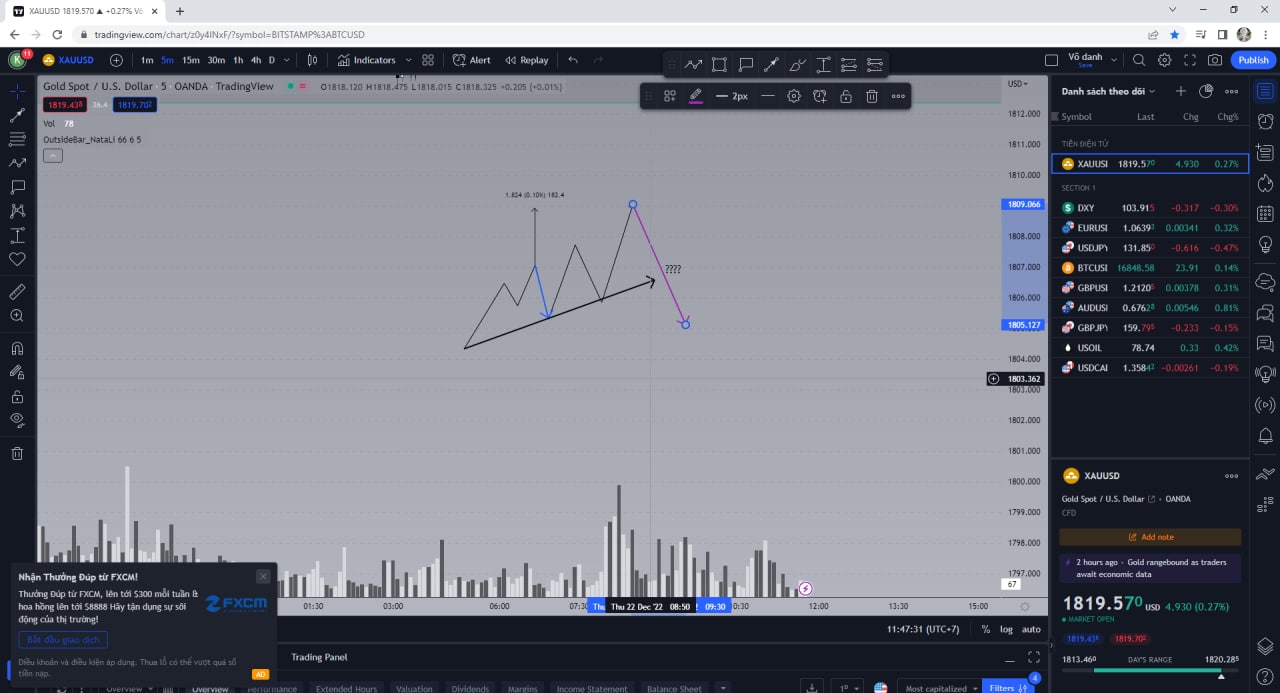 XAUUSD 1819.570 ▲ +0.27% Vô
tradingview.com/chart/z0y4INxF/?symbol=BITSTAMP%3ABTCUSD
K 11 XAUUSD 1m 5m 15m 30m 1h 4h D Indicators Alert Replay Vô danh Save Publish
Gold Spot / U.S. Dollar · 5 · OANDA · TradingView O1818.120 H1818.475 L1818.015 C1818.325 +0.205 (+0.01%)
1819.438 26.4 1819.702
Vol 78
OutsideBar_NataLi 66 6 5
2px
USD
1812.000
1811.000
1810.000
1809.066
1808.000
1807.000
1806.000
1805.127
1804.000
1803.362
1803.000
1802.000
1801.000
1800.000
1799.000
1798.000
1797.000
67
1.824 (0.10%) 182.4
????
01:30 03:00 06:00 07:30 Thu 22 Dec '22 08:50 09:30 0:30 12:00 13:30 15:00
11:47:31 (UTC+7) % log auto
Trading Panel
Overview Overview Performance Extended Hours Valuation Dividends Margins Income Statement Balance Sheet 1D Most capitalized Filters 4
Nhận Thưởng Đúp từ FXCM!
Thưởng Đúp từ FXCM, lên tới $300 mỗi tuần &
hoa hồng lên tới $8888 Hãy tận dụng sự sôi
động của thị trường!
FXCM
Bắt đầu giao dịch
Điều khoản và điều kiện áp dụng. Thua lỗ có thể vượt quá số
tiền nạp.
AD
Danh sách theo dõi
Symbol Last Chg Chg%
TIỀN ĐIỆN TỬ
XAUUSI 1819.570 4.930 0.27%
SECTION 1
DXY 103.915 -0.317 -0.30%
EURUSI 1.0639 0.00341 0.32%
USDJPY 131.850 -0.616 -0.47%
BTCUSI 16848.58 23.91 0.14%
GBPUSI 1.2120 0.00378 0.31%
AUDUSI 0.67628 0.00546 0.81%
GBPJPY 159.795 -0.233 -0.15%
USOIL 78.74 0.33 0.42%
USDCAI 1.35842 -0.00261 -0.19%
XAUUSD
Gold Spot / U.S. Dollar · OANDA
CFD
Add note
2 hours ago · Gold rangebound as traders
await economic data
1819.570 USD 4.930 (0.27%)
MARKET OPEN
1819.438 1819.702
1813.460 DAY'S RANGE 1820.285